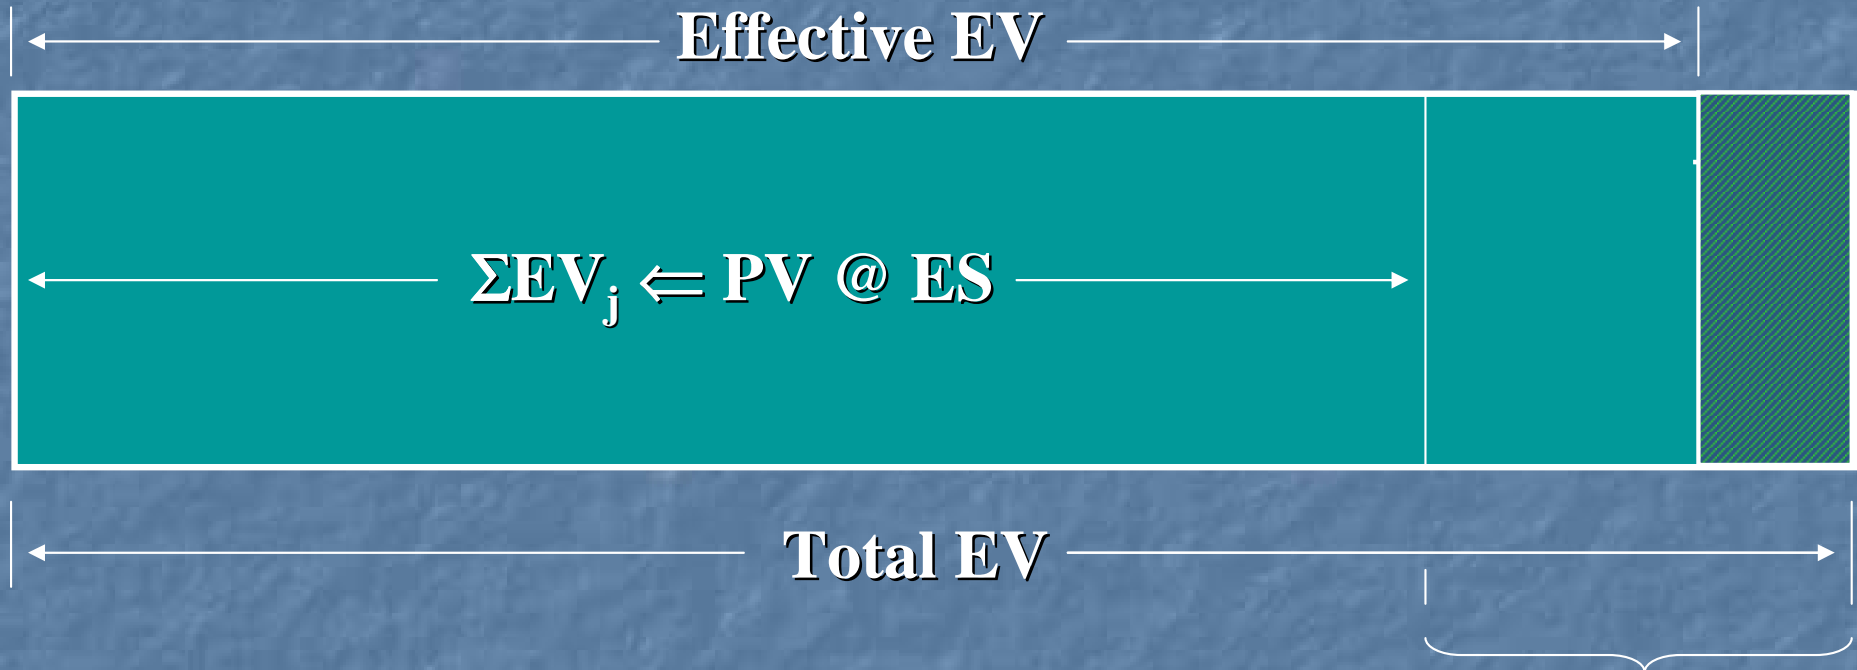 Effective EV
ΣEVj ⇐ PV @ ES
Total EV